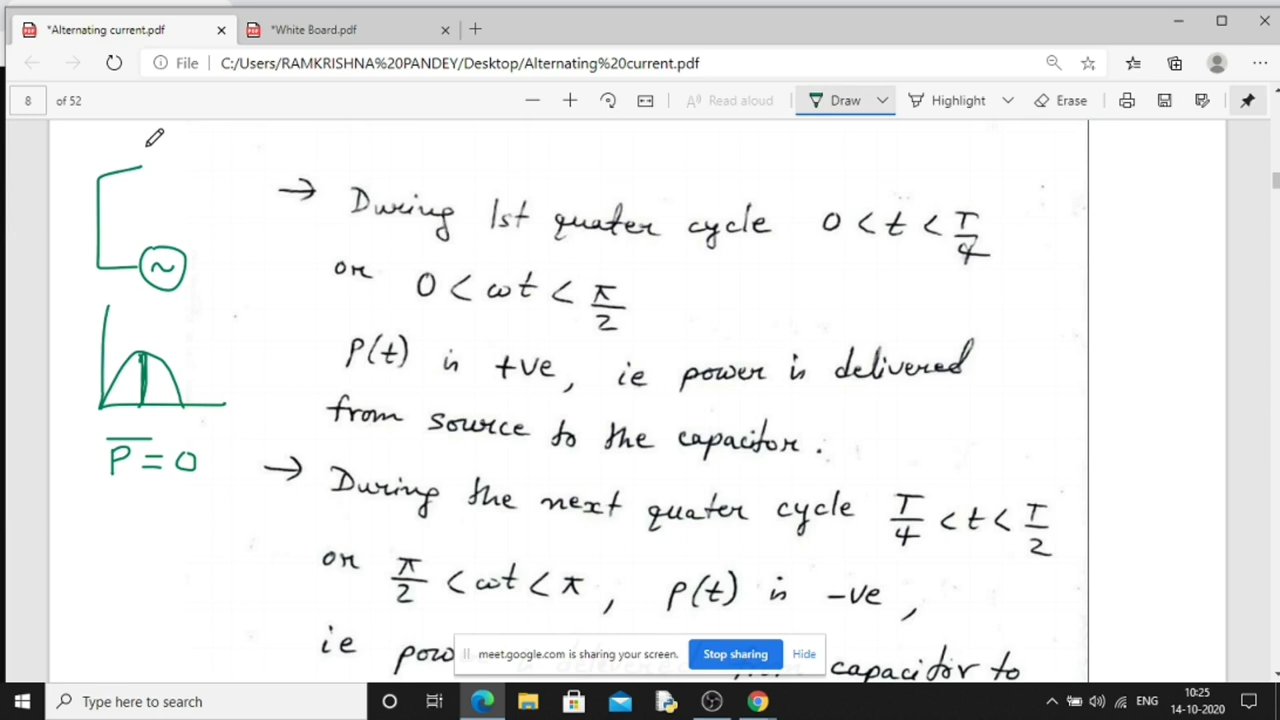 *Alternating current.pdf
*White Board.pdf
File
C:/Users/RAMKRISHNA%20PANDEY/Desktop/Alternating%20current.pdf
8 of 52
Read aloud
Draw
Highlight
Erase
→ During 1st quater cycle 0 < t < T/4
or 0 < ωt < π/2
P(t) is +ve, ie power is delivered
from source to the capacitor.
P = 0
→ During the next quater cycle T/4 < t < T/2
or π/2 < ωt < π, P(t) is -ve,
ie capacitor to
meet.google.com is sharing your screen.
Stop sharing
Hide
Type here to search
ENG
10:25
14-10-2020